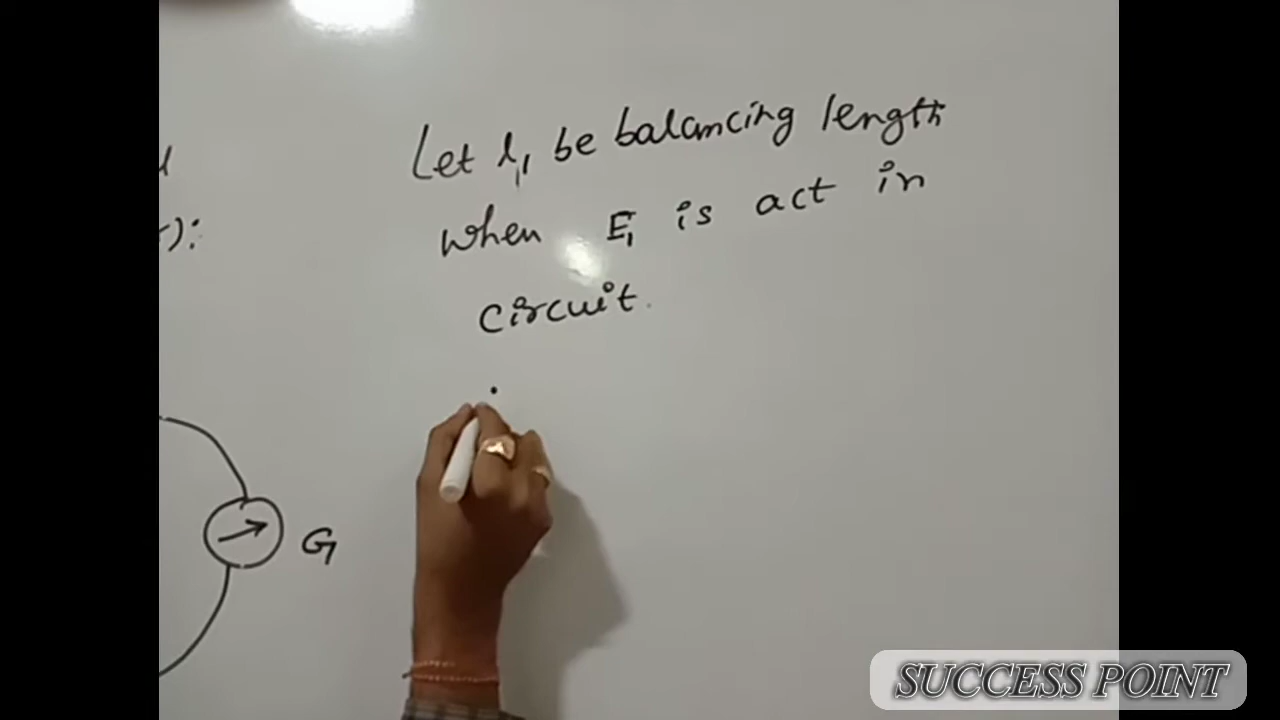 Let l₁ be balancing length
when E₁ is act in
circuit.
):
G
SUCCESS POINT